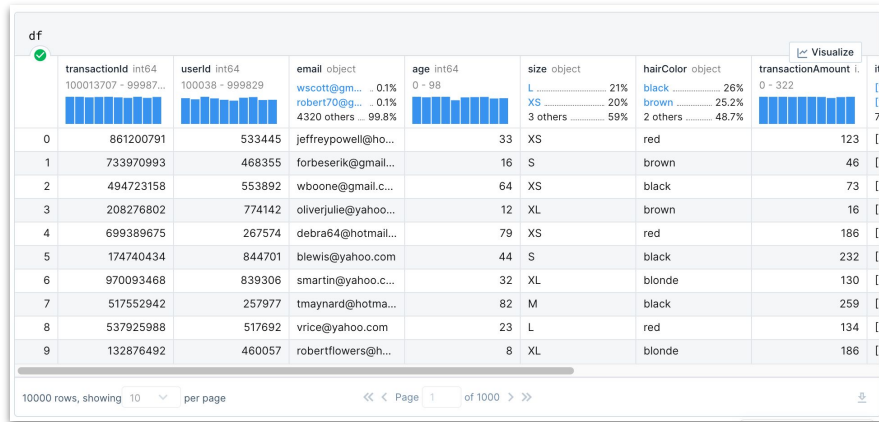 df
Visualize
transactionId int64 userId int64 email object age int64 size object hairColor object transactionAmount i. it
100013707 - 99987... 100038 - 999829 wscott@gm... .. 0.1% 0 - 98 L 21% black 26% 0 - 322 [
robert70@g... .. 0.1% XS 20% brown 25.2% [
4320 others ... 99.8% 3 others 59% 2 others 48.7% 7
0 861200791 533445 jeffreypowell@ho... 33 XS red 123 [
1 733970993 468355 forbeserik@gmail... 16 S brown 46 [
2 494723158 553892 wboone@gmail.c... 64 XS black 73 [
3 208276802 774142 oliverjulie@yahoo... 12 XL brown 16 [
4 699389675 267574 debra64@hotmail... 79 XS red 186 [
5 174740434 844701 blewis@yahoo.com 44 S black 232 [
6 970093468 839306 smartin@yahoo.c... 32 XL blonde 130 [
7 517552942 257977 tmaynard@hotma... 82 M black 259 [
8 537925988 517692 vrice@yahoo.com 23 L red 134 [
9 132876492 460057 robertflowers@h... 8 XL blonde 186 [
10000 rows, showing 10 per page << < Page 1 of 1000 > >>